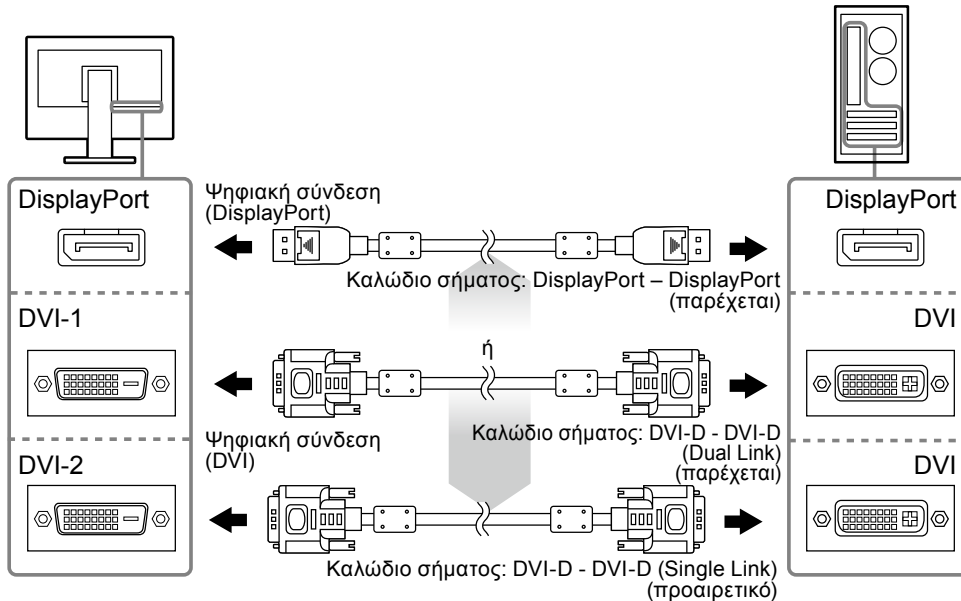 DisplayPort
Ψηφιακή σύνδεση
(DisplayPort)
DisplayPort
Καλώδιο σήματος: DisplayPort – DisplayPort
(παρέχεται)
DVI-1
ή
DVI
Ψηφιακή σύνδεση
(DVI)
Καλώδιο σήματος: DVI-D - DVI-D
(Dual Link)
(παρέχεται)
DVI-2
DVI
Καλώδιο σήματος: DVI-D - DVI-D (Single Link)
(προαιρετικό)